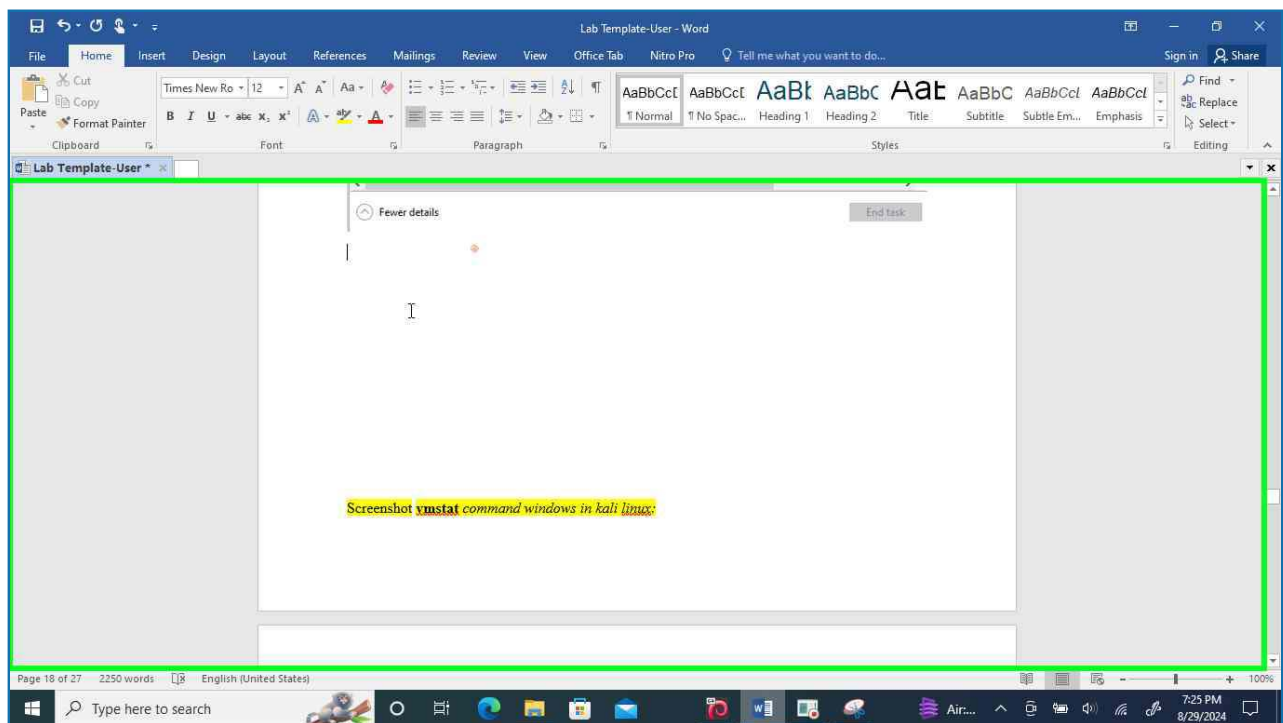 Lab Template-User - Word
File Home Insert Design Layout References Mailings Review View Office Tab Nitro Pro Tell me what you want to do... Sign in Share
Cut
Copy
Format Painter
Paste
Times New Ro 12
Clipboard Font Paragraph Styles Editing
AaBbCcD AaBbCcD AaBb AaBbC AaB AaBbC AaBbCcl AaBbCcl
¶ Normal ¶ No Spac... Heading 1 Heading 2 Title Subtitle Subtle Em... Emphasis
Find
Replace
Select
Lab Template-User *
Fewer details End task
Screenshot vmstat command windows in kali linux:
Page 18 of 27 2250 words English (United States) 100%
Type here to search Air:... 7:25 PM
8/29/2024